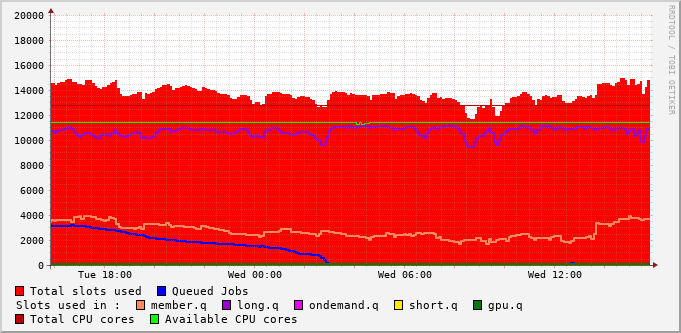 20000
18000
16000
14000
12000
10000
8000
6000
4000
2000
0
Tue 18:00 Wed 00:00 Wed 06:00 Wed 12:00
RRDTOOL / TOBI OETIKER
Total slots used Queued Jobs
Slots used in : member.q long.q ondemand.q short.q gpu.q
Total CPU cores Available CPU cores